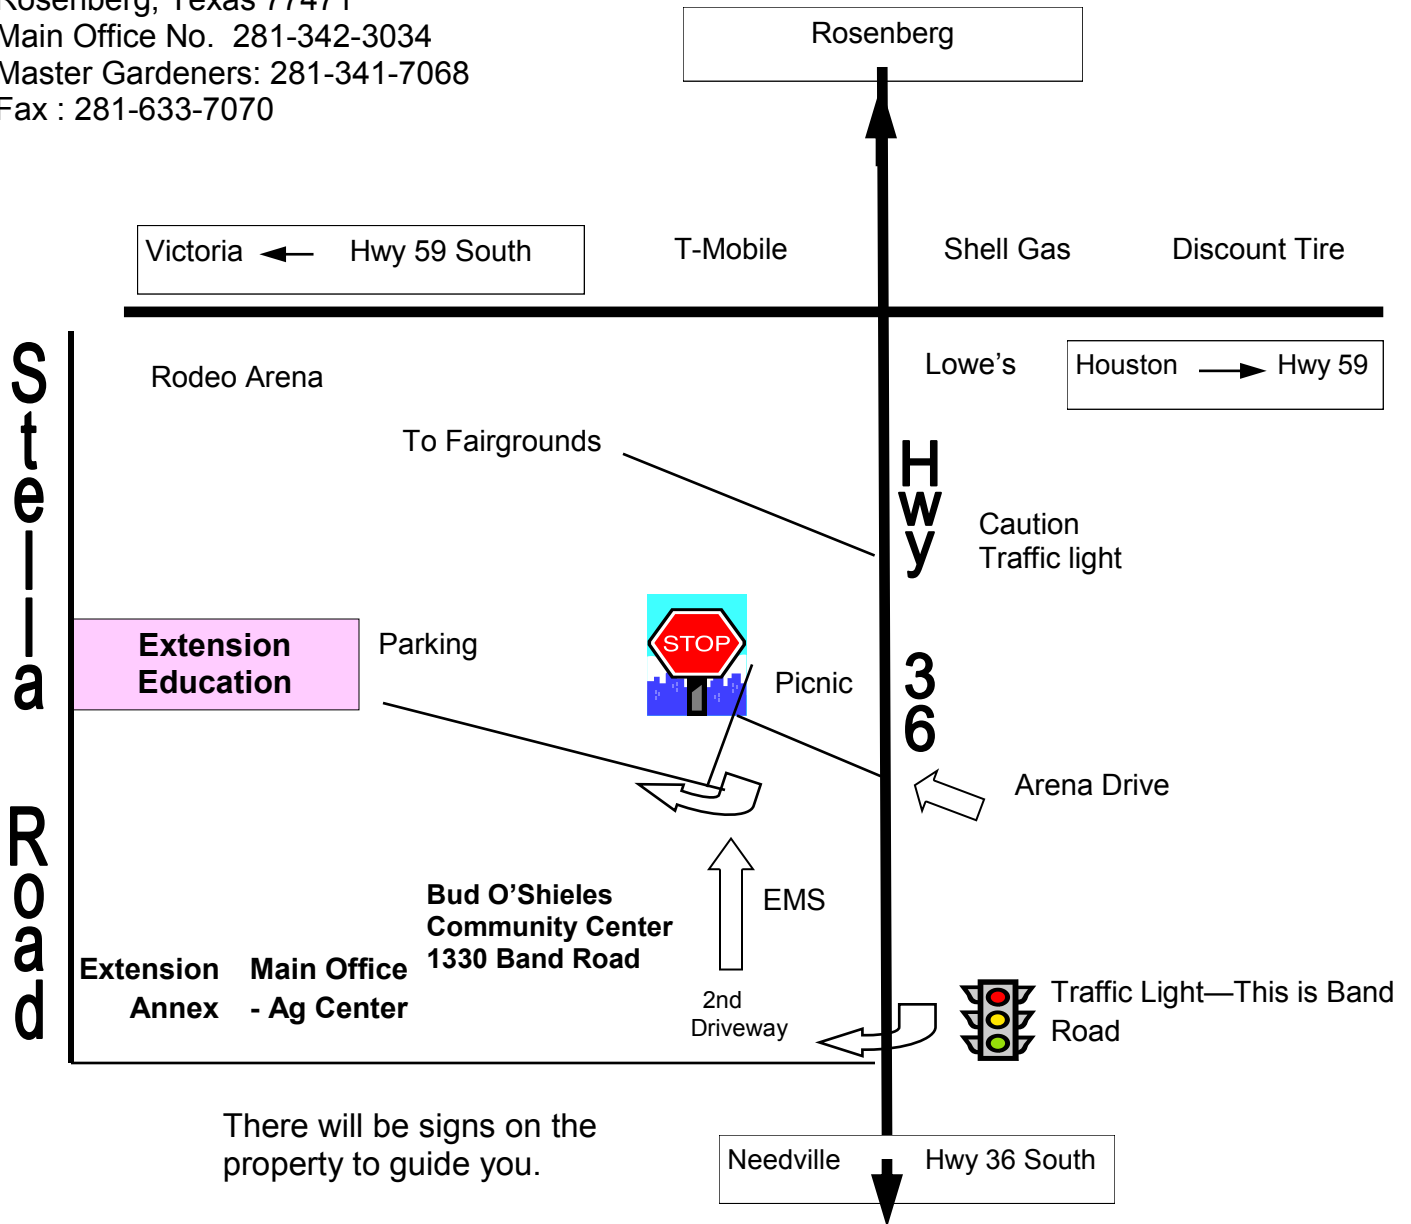 Rosenberg, Texas 77471
Main Office No. 281-342-3034
Master Gardeners: 281-341-7068
Fax : 281-633-7070
Rosenberg
Victoria
Hwy 59 South
T-Mobile
Shell Gas
Discount Tire
Stella Road
Rodeo Arena
Lowe’s
Houston
Hwy 59
To Fairgrounds
Hwy 36
Caution
Traffic light
Extension
Education
Parking
STOP
Picnic
Arena Drive
EMS
Bud O’Shieles
Community Center
1330 Band Road
Extension
Annex
Main Office
- Ag Center
2nd
Driveway
Traffic Light—This is Band
Road
There will be signs on the
property to guide you.
Needville
Hwy 36 South